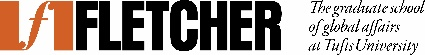 f FLETCHER
The graduate school
of global affairs
at Tufts University